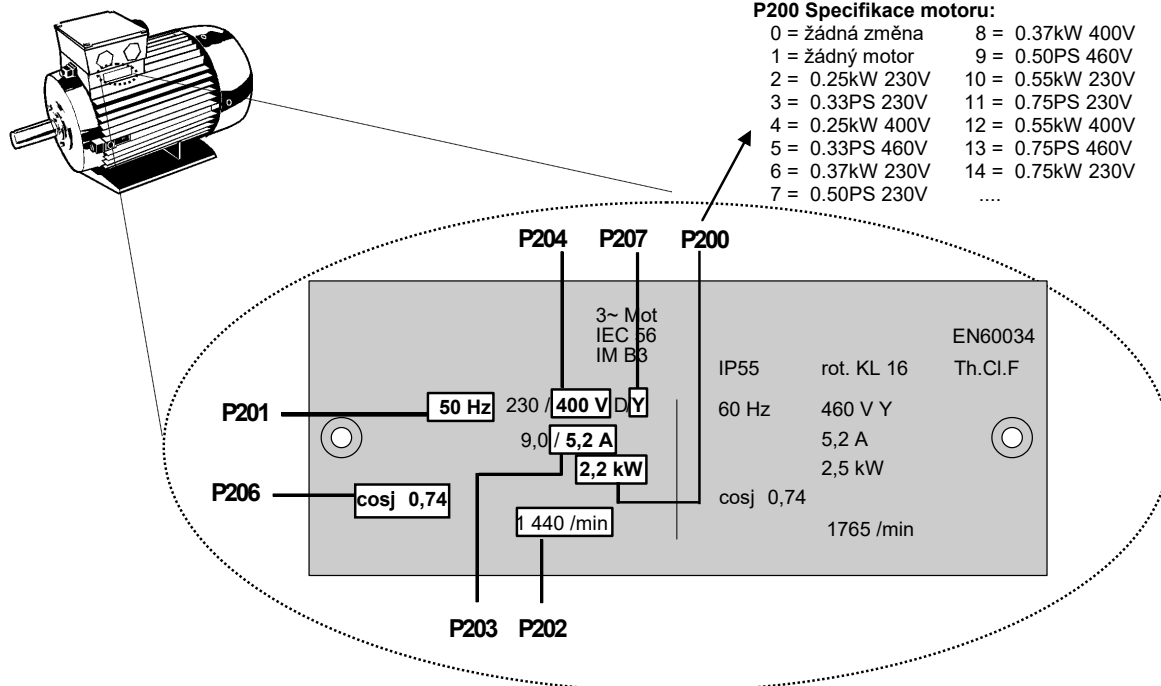 P200 Specifikace motoru:
0 = žádná změna 8 = 0.37kW 400V
1 = žádný motor 9 = 0.50PS 460V
2 = 0.25kW 230V 10 = 0.55kW 230V
3 = 0.33PS 230V 11 = 0.75PS 230V
4 = 0.25kW 400V 12 = 0.55kW 400V
5 = 0.33PS 460V 13 = 0.75PS 460V
6 = 0.37kW 230V 14 = 0.75kW 230V
7 = 0.50PS 230V ....
P204 P207 P200
3~ Mot
IEC 56
IM B3
EN60034
IP55 rot. KL 16 Th.Cl.F
P201
50 Hz 230 / 400 V D/Y 60 Hz 460 V Y
9,0 / 5,2 A 5,2 A
2,2 kW 2,5 kW
P206
cosj 0,74 cosj 0,74
1 440 /min 1765 /min
P203 P202